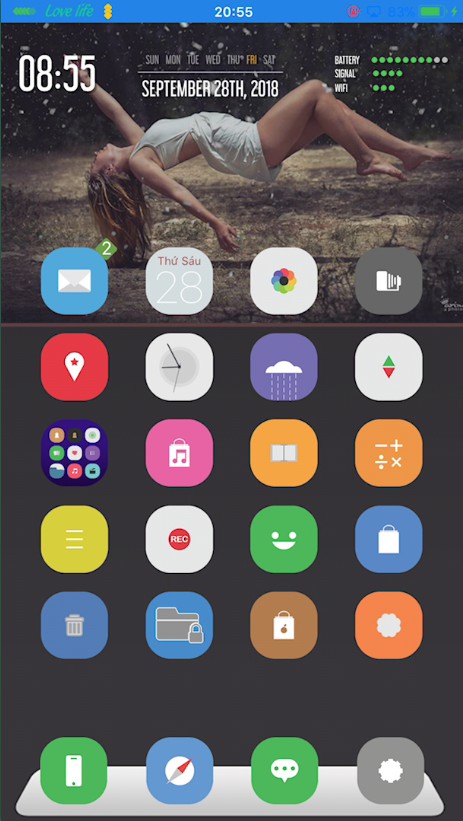 Love life
20:55
83%
08:55
SUN MON TUE WED THU FRI SAT
SEPTEMBER 28TH, 2018
BATTERY
SIGNAL
WIFI
2
Thứ Sáu
28
REC